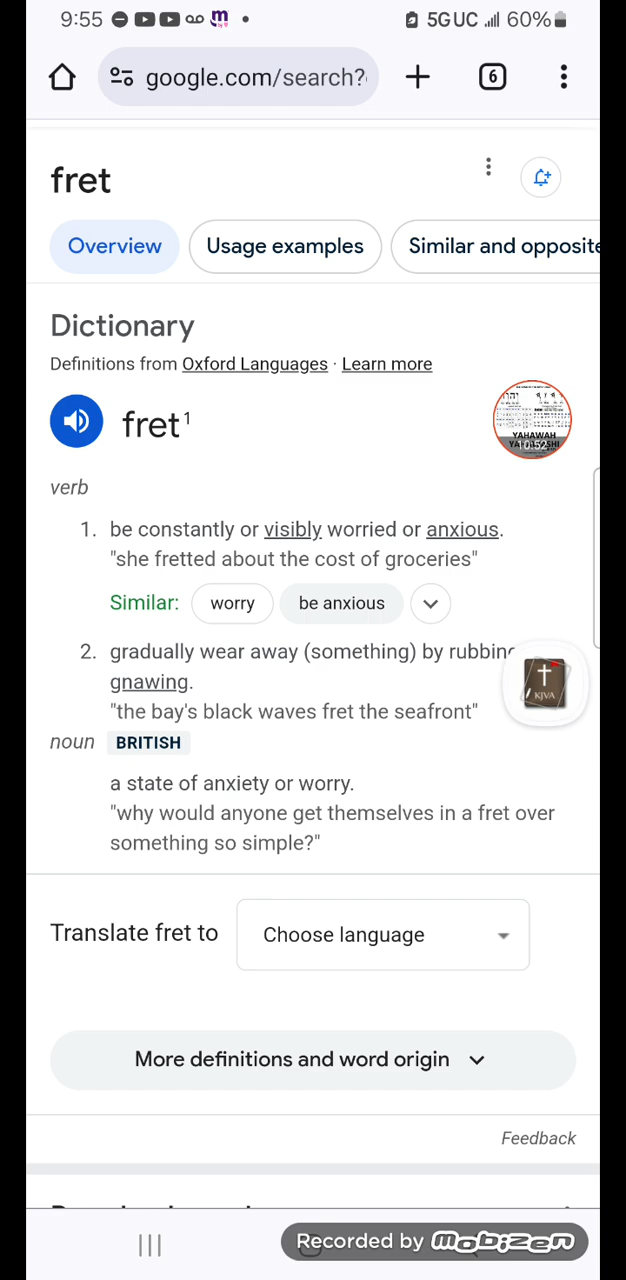 9:55 5G UC 60%
google.com/search?
6
fret
Overview Usage examples Similar and opposite
Dictionary
Definitions from Oxford Languages · Learn more
fret¹
YAHAWAH
10:52
verb
1. be constantly or visibly worried or anxious.
"she fretted about the cost of groceries"
Similar: worry be anxious
2. gradually wear away (something) by rubbing
gnawing.
KJVA
"the bay's black waves fret the seafront"
noun BRITISH
a state of anxiety or worry.
"why would anyone get themselves in a fret over
something so simple?"
Translate fret to Choose language
More definitions and word origin
Feedback
Recorded by mobizen